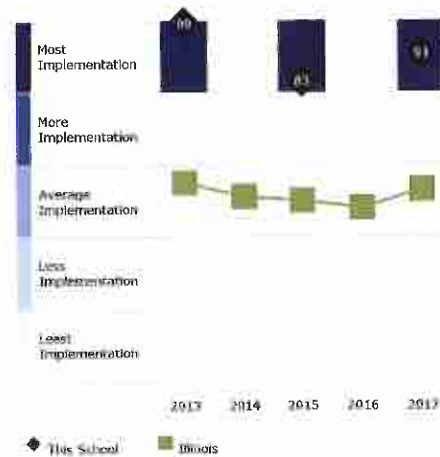 99
83
Most
Implementation
More
Implementation
Average
Implementation
Less
Implementation
Least
Implementation
2013 2014 2015 2016 2017
This School Illinois